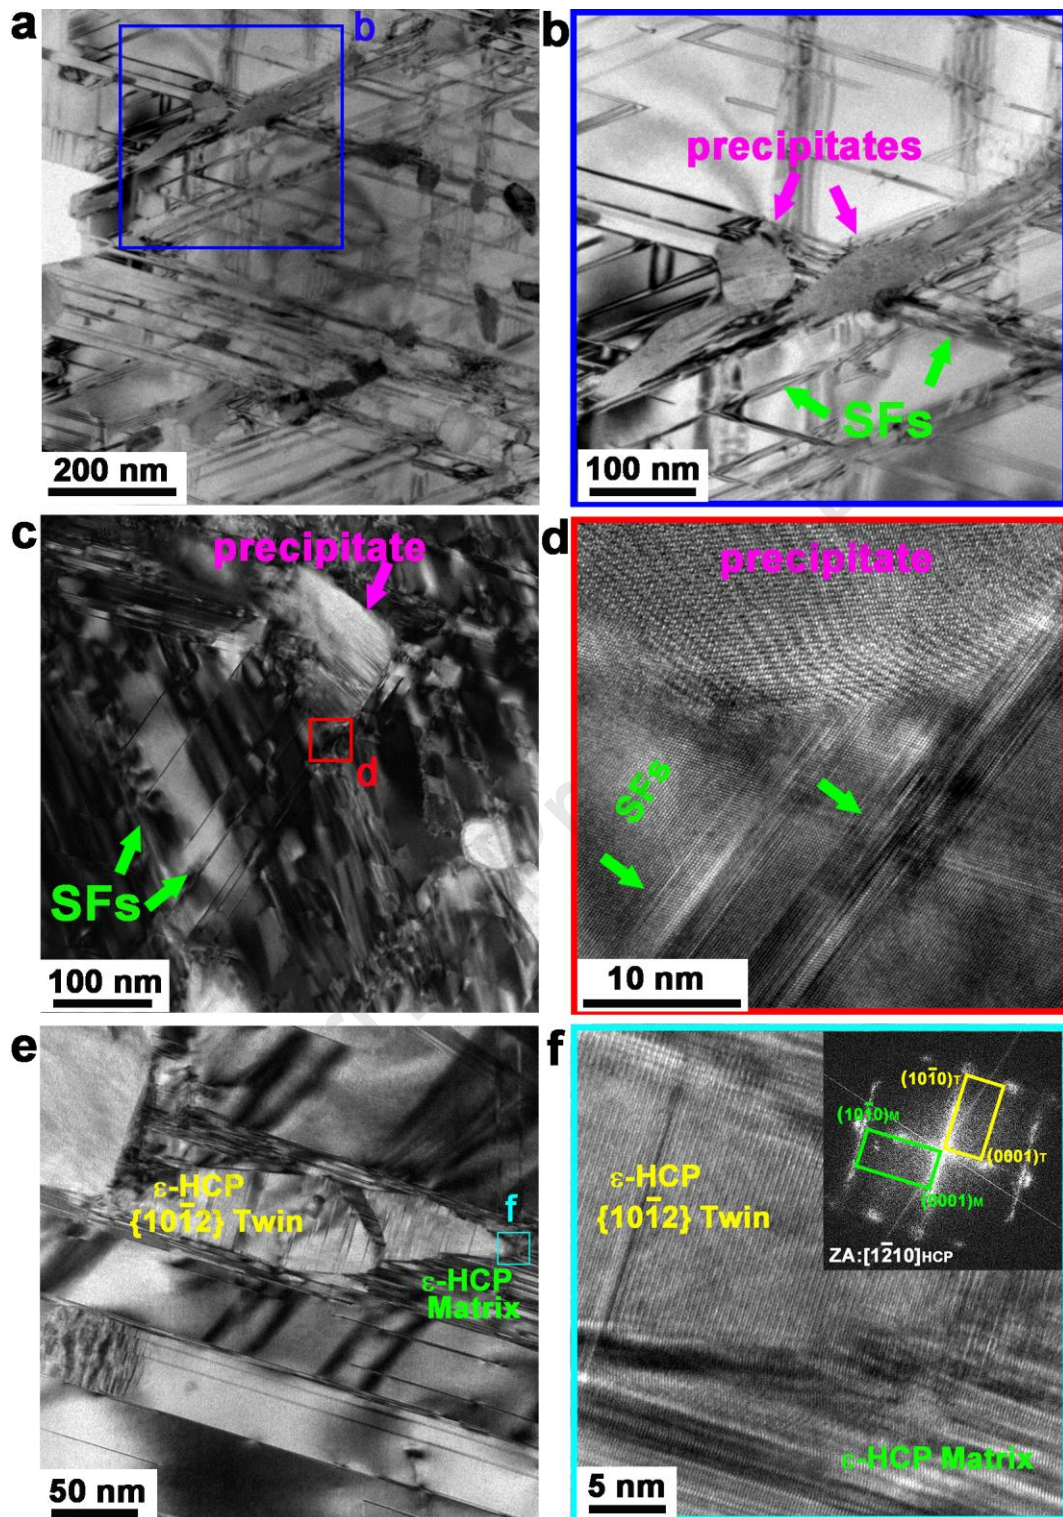 a
b
200 nm
b
precipitates
SFs
100 nm
c
precipitate
d
SFs
100 nm
d
precipitate
SFs
10 nm
e
ε-HCP
{101̄2} Twin
f
ε-HCP
Matrix
50 nm
f
(101̄0)T
(101̄0)M
(0001)T
(0001)M
ZA:[12̄10]HCP
ε-HCP
{101̄2} Twin
ε-HCP Matrix
5 nm